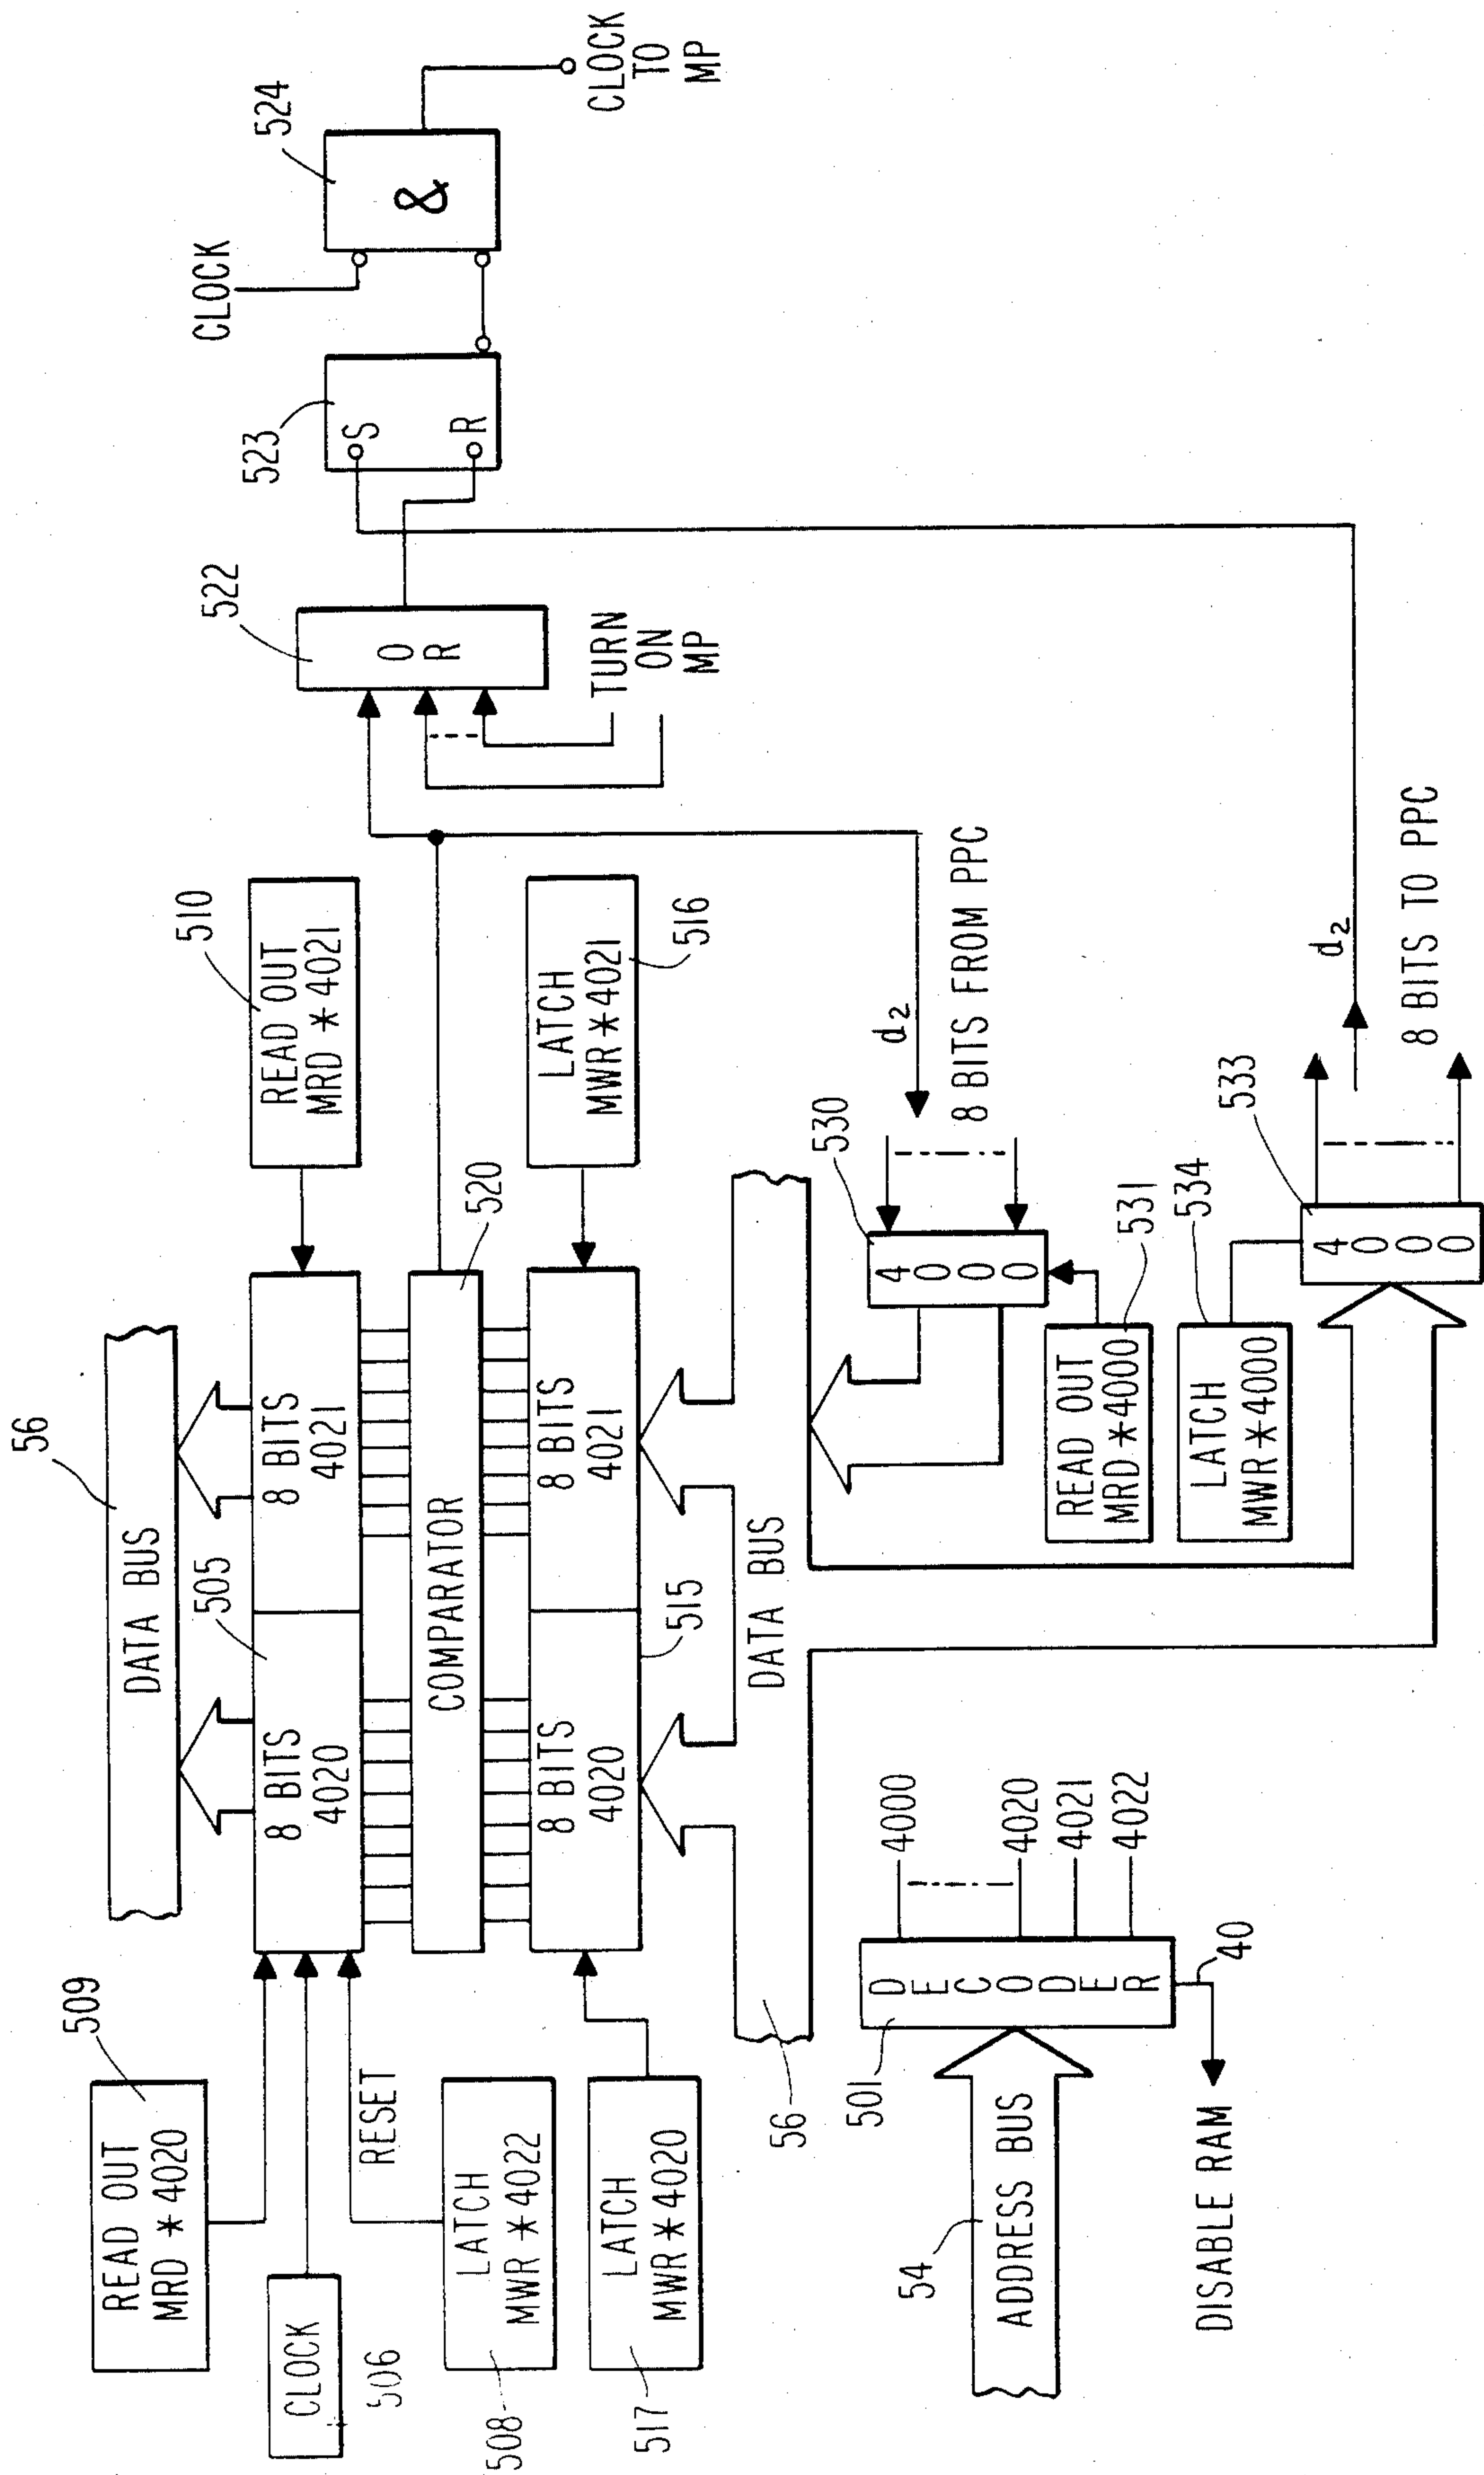 509
READ OUT
MRD * 4020
CLOCK
506
RESET
LATCH
MWR * 4022
508
LATCH
MWR * 4020
517
56
DATA BUS
505
8 BITS
4020
8 BITS
4021
COMPARATOR
520
8 BITS
4020
8 BITS
4021
515
510
READ OUT
MRD * 4021
LATCH
MWR * 4021
516
522
OR
TURN
ON
MP
523
S
R
CLOCK
524
&
CLOCK
TO
MP
56
DATA BUS
54
ADDRESS BUS
501
DECODER
4000
4020
4021
4022
40
DISABLE RAM
530
4000
d2
8 BITS FROM PPC
READ OUT
MRD * 4000
531
LATCH
MWR * 4000
534
533
4000
d2
8 BITS TO PPC